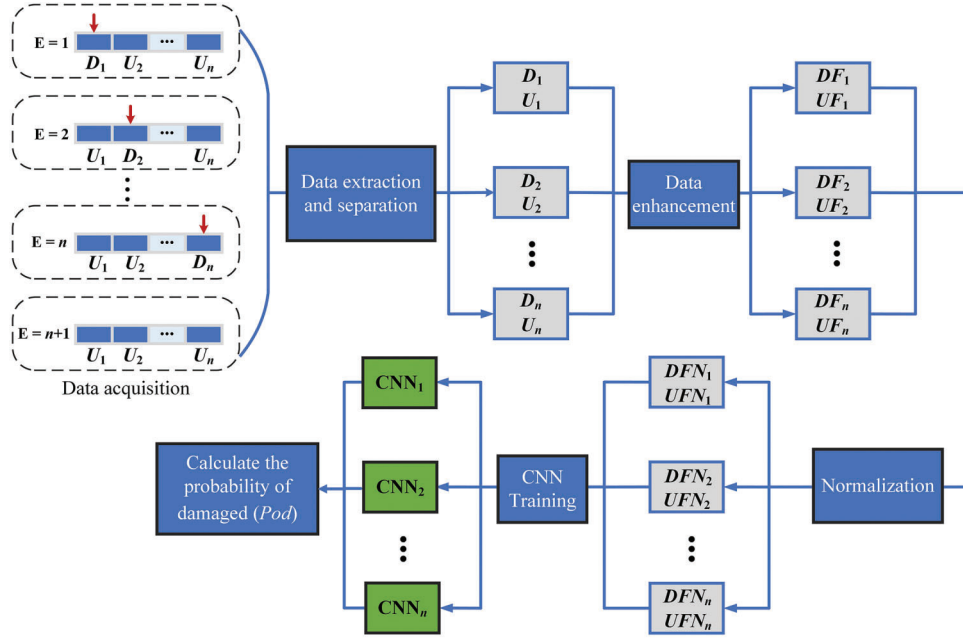 E = 1
...
D₁ U₂ Uₙ
E = 2
...
U₁ D₂ Uₙ
E = n
...
U₁ U₂ Dₙ
E = n+1
...
U₁ U₂ Uₙ
Data acquisition
Data extraction
and separation
D₁
U₁
D₂
U₂
Dₙ
Uₙ
Data
enhancement
DF₁
UF₁
DF₂
UF₂
DFₙ
UFₙ
Normalization
DFN₁
UFN₁
DFN₂
UFN₂
DFNₙ
UFNₙ
CNN
Training
CNN₁
CNN₂
CNNₙ
Calculate the
probability of
damaged (Pod)